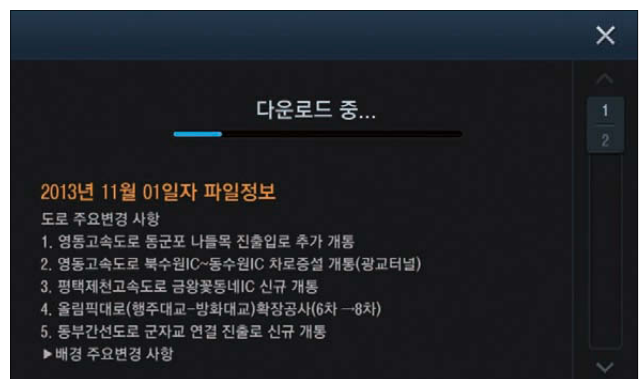 다운로드 중...
1
2
2013년 11월 01일자 파일정보
도로 주요변경 사항
1. 영동고속도로 동군포 나들목 진출입로 추가 개통
2. 영동고속도로 북수원IC~동수원IC 차로증설 개통(광교터널)
3. 평택제천고속도로 금왕꽃동네IC 신규 개통
4. 올림픽대로(행주대교-방화대교)확장공사(6차 →8차)
5. 동부간선도로 군자교 연결 진출로 신규 개통
▶배경 주요변경 사항